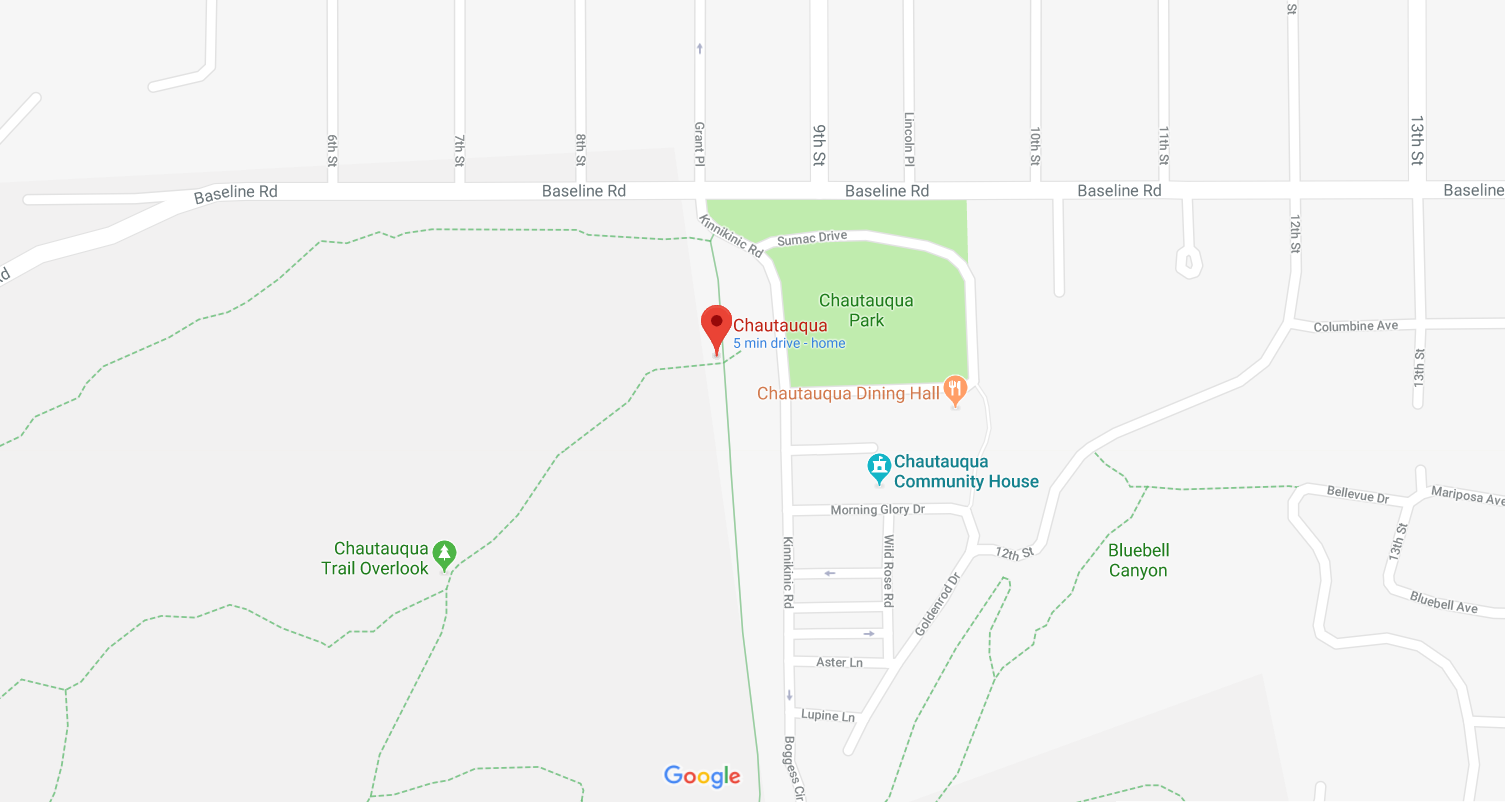 St
6th St
7th St
8th St
Grant Pl
9th St
Lincoln Pl
10th St
11th St
13th St
Baseline Rd
Baseline Rd
Baseline Rd
Baseline Rd
Baseline
Kinnikinic Rd
Sumac Drive
12th St
rd
Chautauqua
Park
Chautauqua
5 min drive - home
Columbine Ave
13th St
Chautauqua Dining Hall
Chautauqua
Community House
Bellevue Dr
Mariposa Ave
Morning Glory Dr
Kinnikinic Rd
Wild Rose Rd
12th St
13th St
Chautauqua
Trail Overlook
Bluebell
Canyon
Goldenrod Dr
Bluebell Ave
Aster Ln
Lupine Ln
Boggess Cir
Google